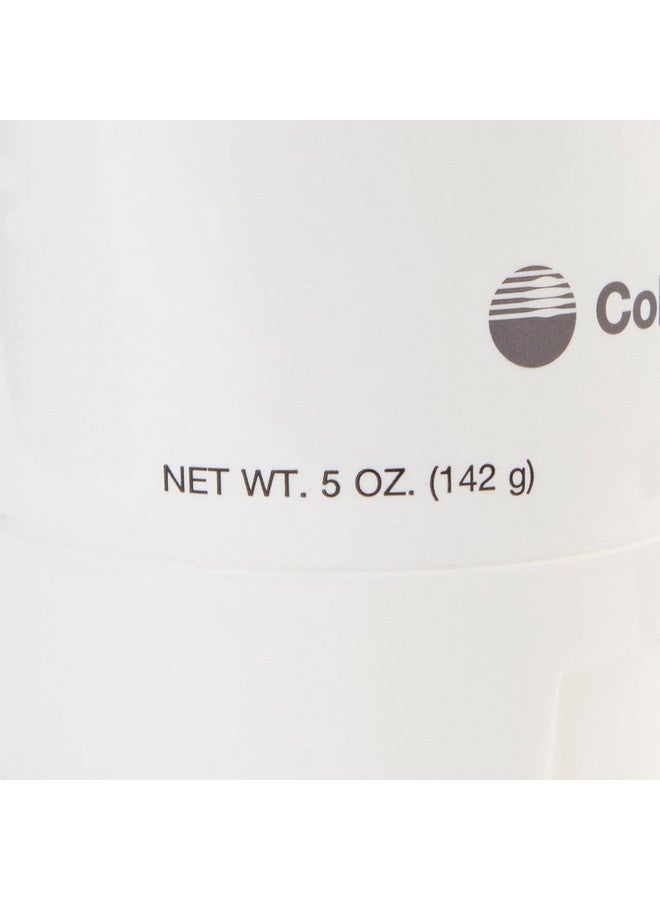 Col
NET WT. 5 OZ. (142 g)